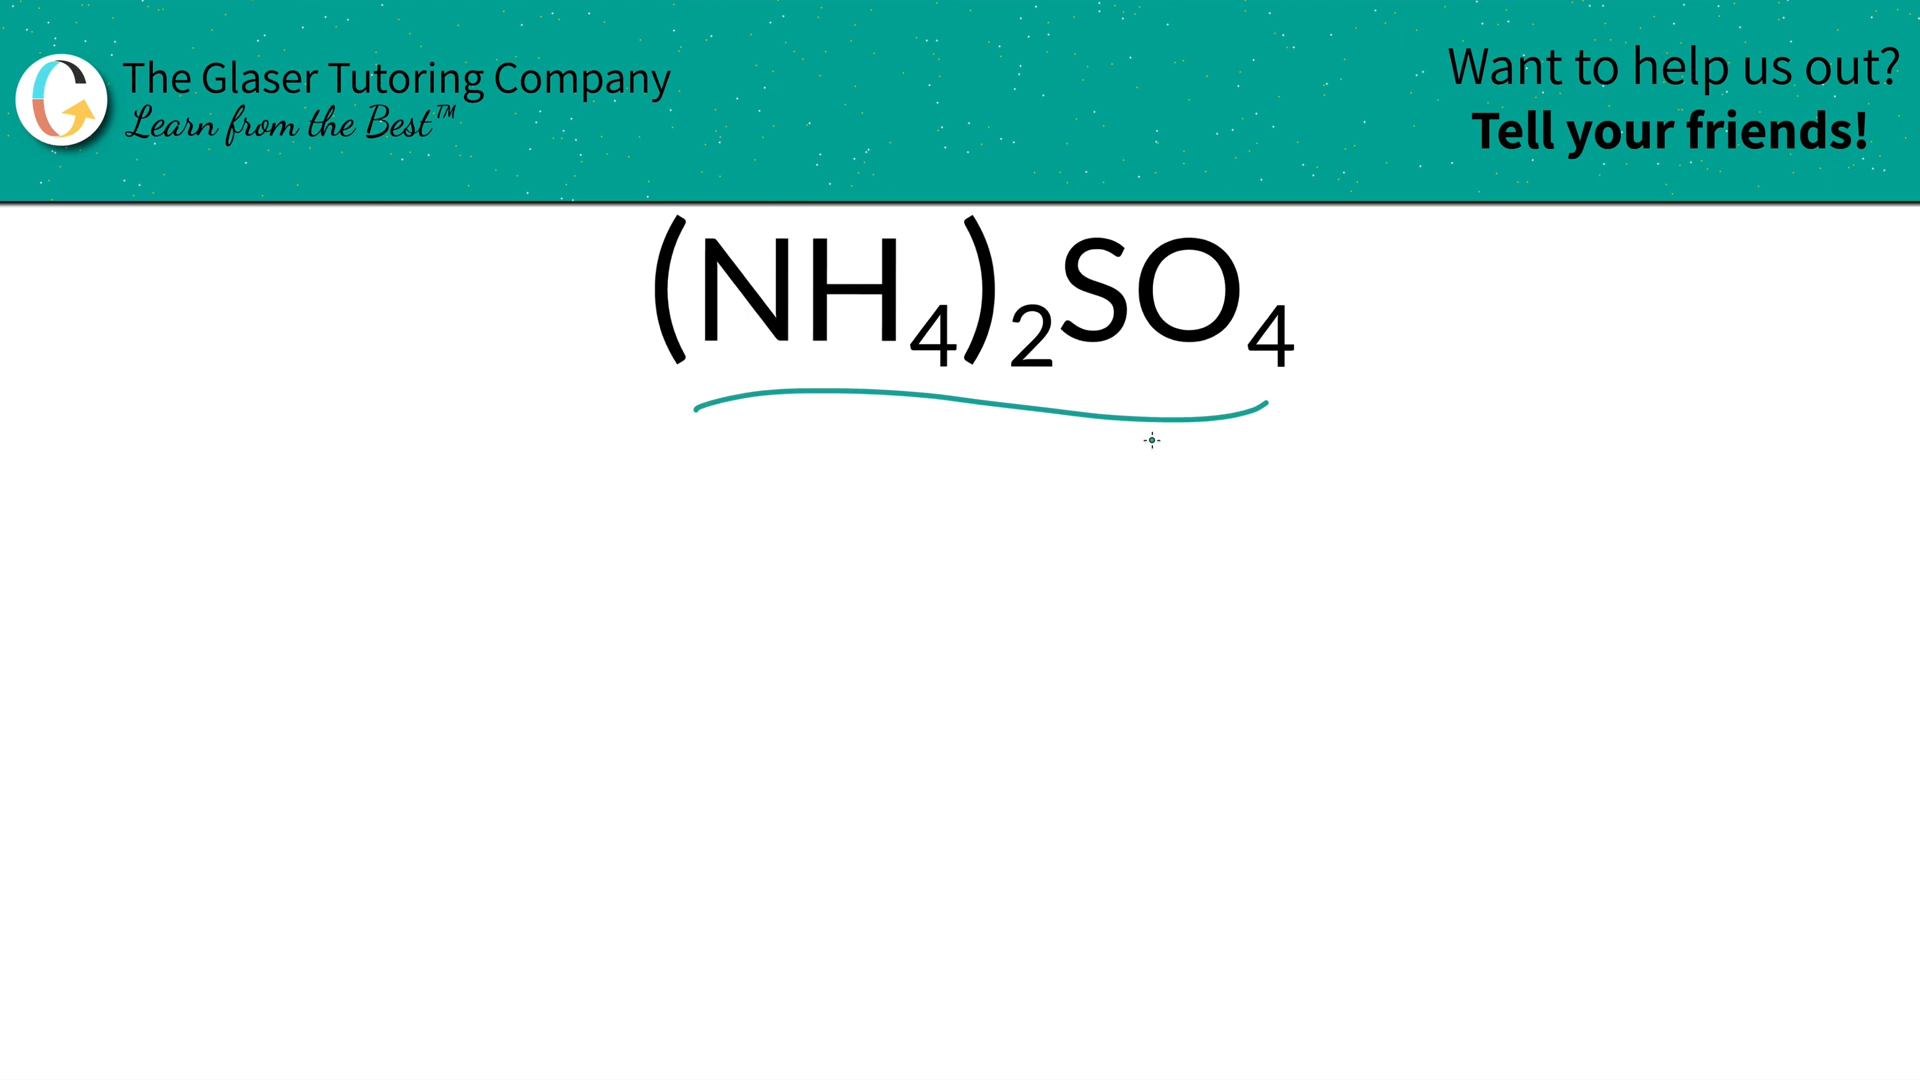 The Glaser Tutoring Company
Learn from the Best™
Want to help us out?
Tell your friends!
(NH₄)₂SO₄